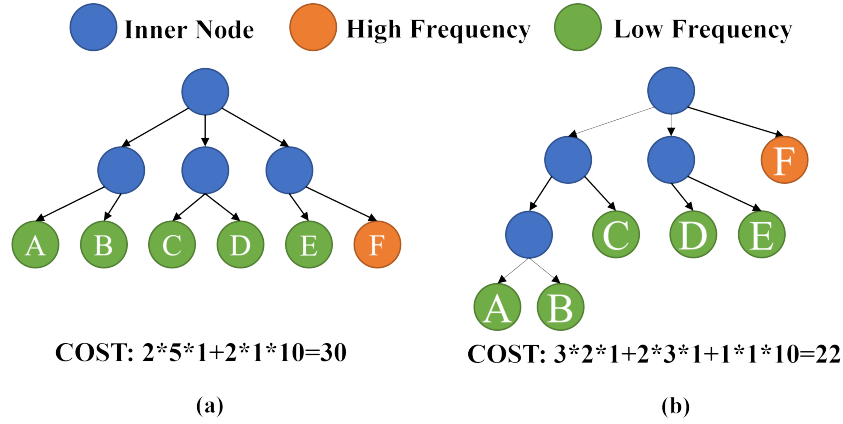 Inner Node High Frequency Low Frequency
A B C D E F
COST: 2*5*1+2*1*10=30
(a)
F
C D E
A B
COST: 3*2*1+2*3*1+1*1*10=22
(b)